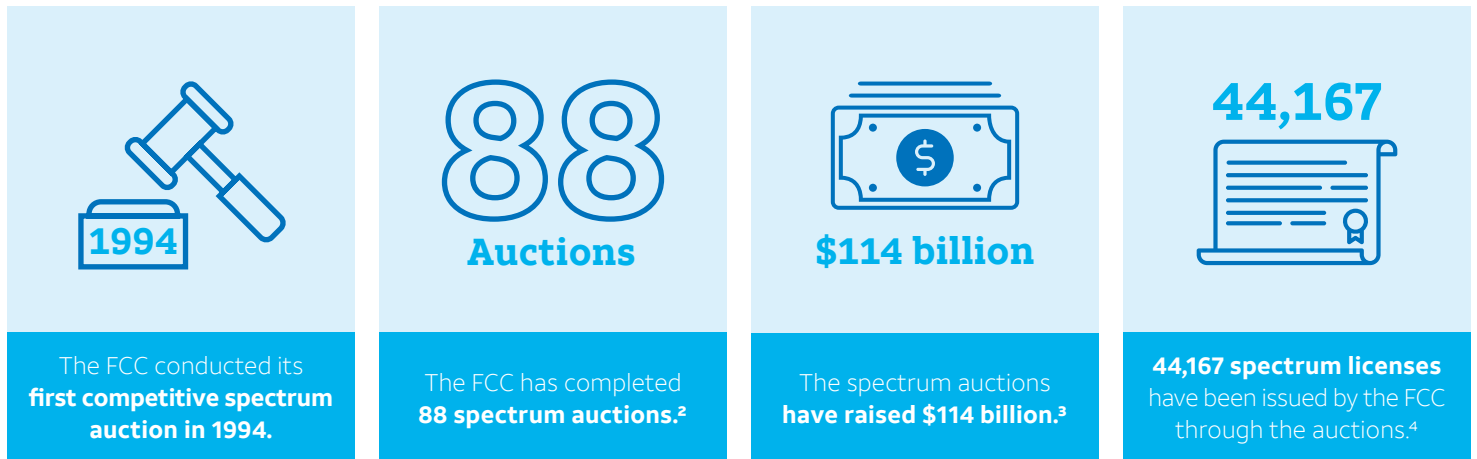 1994
The FCC conducted its
first competitive spectrum
auction in 1994.
88
Auctions
The FCC has completed
88 spectrum auctions.²
$
$114 billion
The spectrum auctions
have raised $114 billion.³
44,167
44,167 spectrum licenses
have been issued by the FCC
through the auctions.⁴